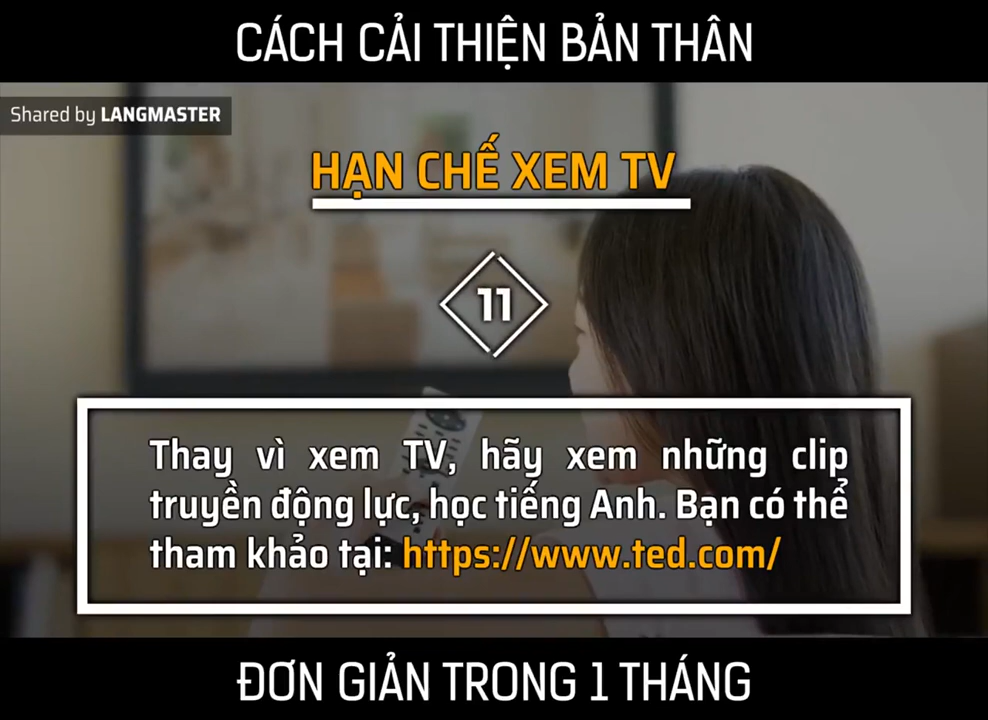 CÁCH CẢI THIỆN BẢN THÂN
Shared by LANGMASTER
HẠN CHẾ XEM TV
11
Thay vì xem TV, hãy xem những clip
truyền động lực, học tiếng Anh. Bạn có thể
tham khảo tại: https://www.ted.com/
ĐƠN GIẢN TRONG 1 THÁNG